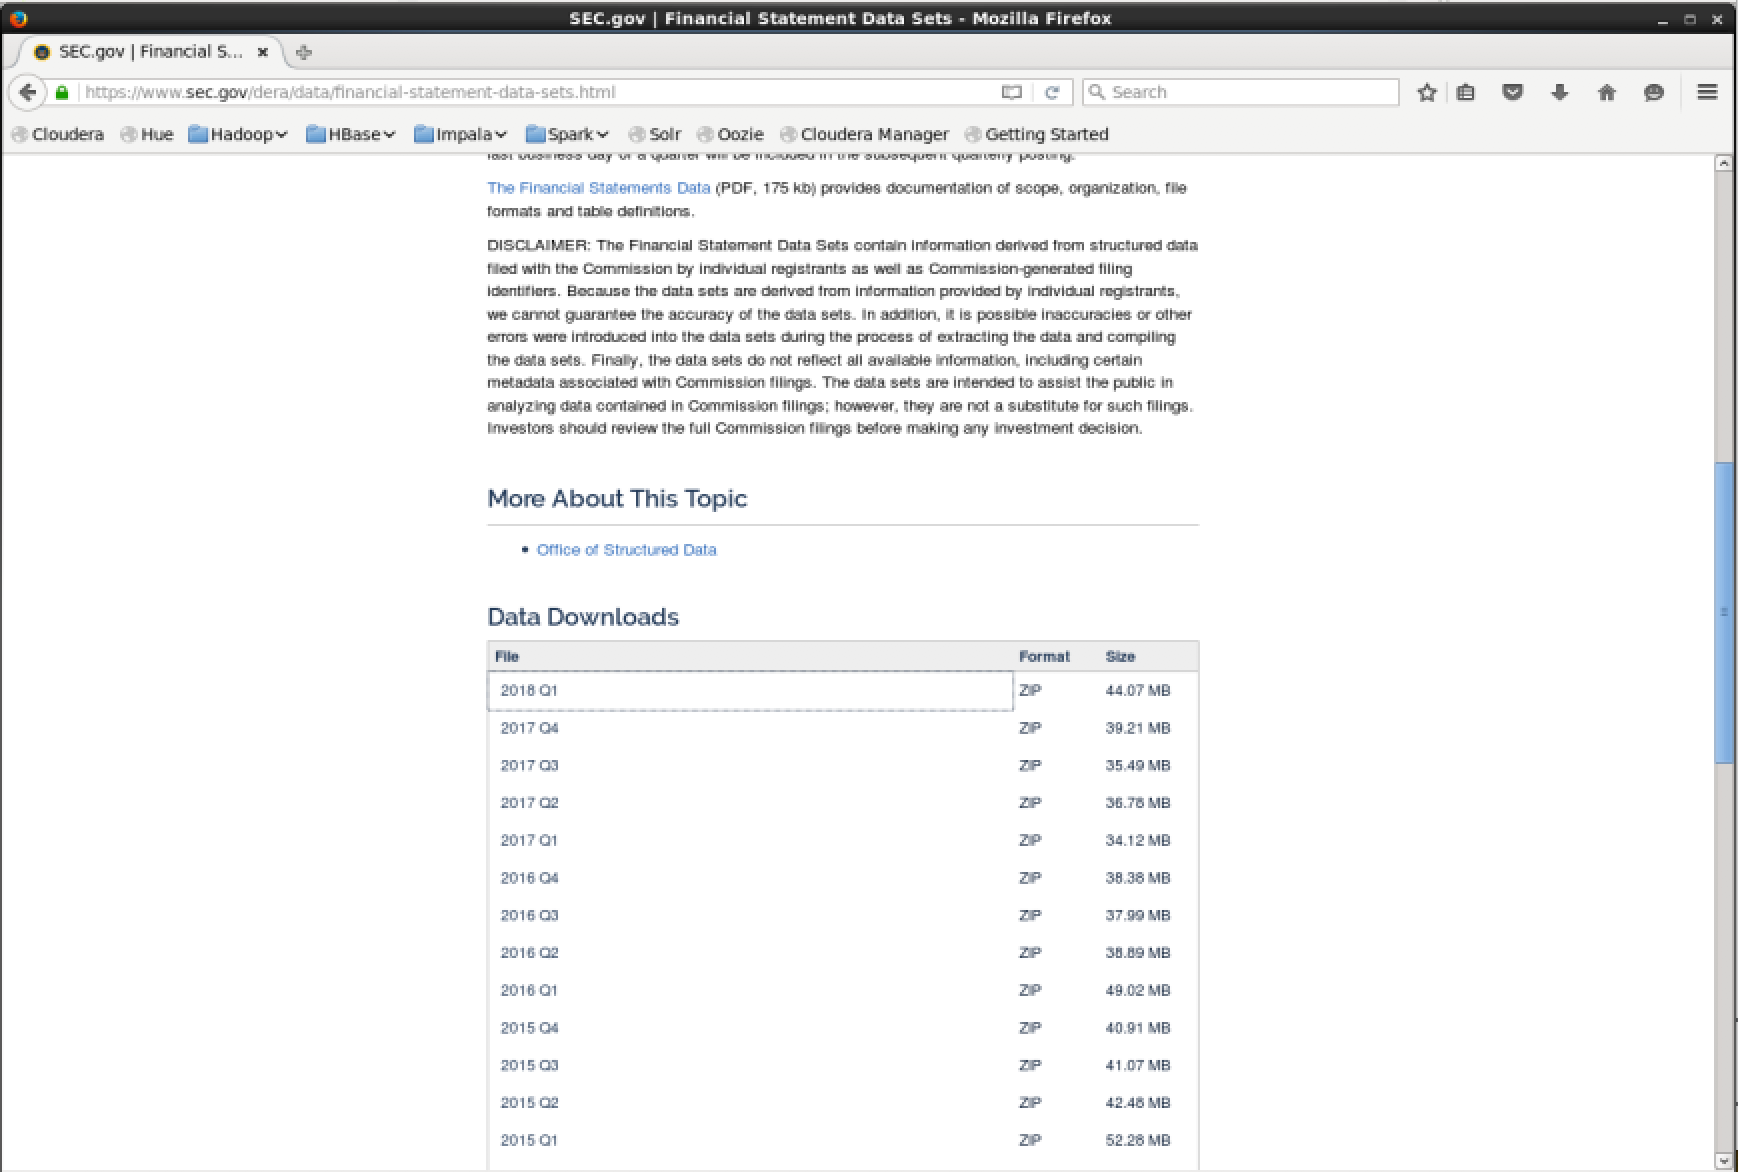 SEC.gov | Financial Statement Data Sets - Mozilla Firefox
SEC.gov | Financial S...
https://www.sec.gov/dera/data/financial-statement-data-sets.html
Search
Cloudera Hue Hadoop HBase Impala Spark Solr Oozie Cloudera Manager Getting Started
last business day of a quarter will be included in the subsequent quarterly posting.
The Financial Statements Data (PDF, 175 kb) provides documentation of scope, organization, file
formats and table definitions.
DISCLAIMER: The Financial Statement Data Sets contain information derived from structured data
filed with the Commission by individual registrants as well as Commission-generated filing
identifiers. Because the data sets are derived from information provided by individual registrants,
we cannot guarantee the accuracy of the data sets. In addition, it is possible inaccuracies or other
errors were introduced into the data sets during the process of extracting the data and compiling
the data sets. Finally, the data sets do not reflect all available information, including certain
metadata associated with Commission filings. The data sets are intended to assist the public in
analyzing data contained in Commission filings; however, they are not a substitute for such filings.
Investors should review the full Commission filings before making any investment decision.
More About This Topic
• Office of Structured Data
Data Downloads
File Format Size
2018 Q1 ZIP 44.07 MB
2017 Q4 ZIP 39.21 MB
2017 Q3 ZIP 35.49 MB
2017 Q2 ZIP 36.78 MB
2017 Q1 ZIP 34.12 MB
2016 Q4 ZIP 38.38 MB
2016 Q3 ZIP 37.99 MB
2016 Q2 ZIP 38.89 MB
2016 Q1 ZIP 49.02 MB
2015 Q4 ZIP 40.91 MB
2015 Q3 ZIP 41.07 MB
2015 Q2 ZIP 42.48 MB
2015 Q1 ZIP 52.28 MB